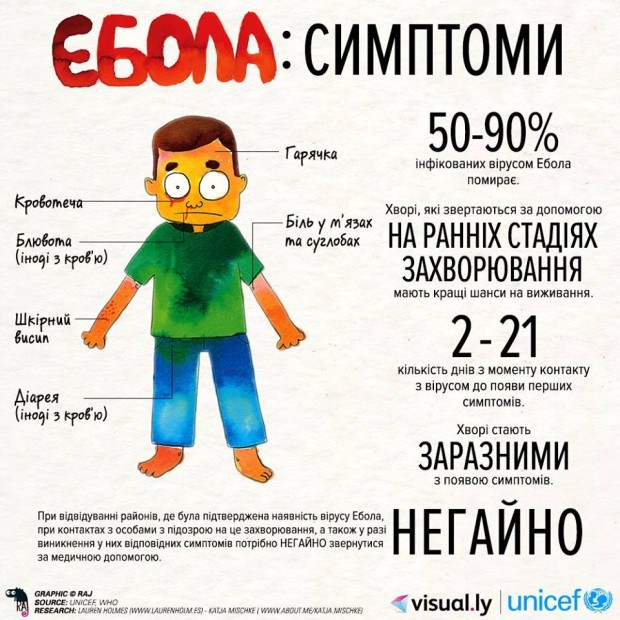 ЄБОЛА: СИМПТОМИ
Гарячка
Кровотеча
Блювота
(іноді з кров'ю)
Біль у м'язах
та суглобах
Шкірний
висип
Діарея
(іноді з кров'ю)
50-90%
інфікованих вірусом Ебола
помирає.
Хворі, які звертаються за допомогою
НА РАННІХ СТАДІЯХ
ЗАХВОРЮВАННЯ
мають кращі шанси на виживання.
2 - 21
кількість днів з моменту контакту
з вірусом до появи перших
симптомів.
Хворі стають
ЗАРАЗНИМИ
з появою симптомів.
При відвідуванні районів, де була підтверджена наявність вірусу Ебола,
при контактах з особами з підозрою на це захворювання, а також у разі
виникнення у них відповідних симптомів потрібно НЕГАЙНО звернутися
за медичною допомогою.
НЕГАЙНО
RAJ
GRAPHIC © RAJ
SOURCE: UNICEF, WHO
RESEARCH: LAUREN HOLMES (WWW.LAURENHOLM.ES) - KATJA MISCHKE ( WWW.ABOUT.ME/KATJA.MISCHKE)
visual.ly
unicef